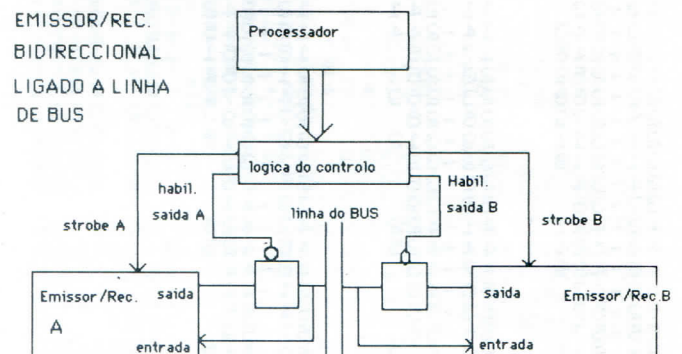 EMISSOR/REC.
BIDIRECCIONAL
LIGADO A LINHA
DE BUS
Processador
logica do controlo
habil.
saida A
Habil.
saida B
linha do BUS
strobe A
strobe B
Emissor/Rec.
A
saida
entrada
saida
Emissor/Rec.B
entrada